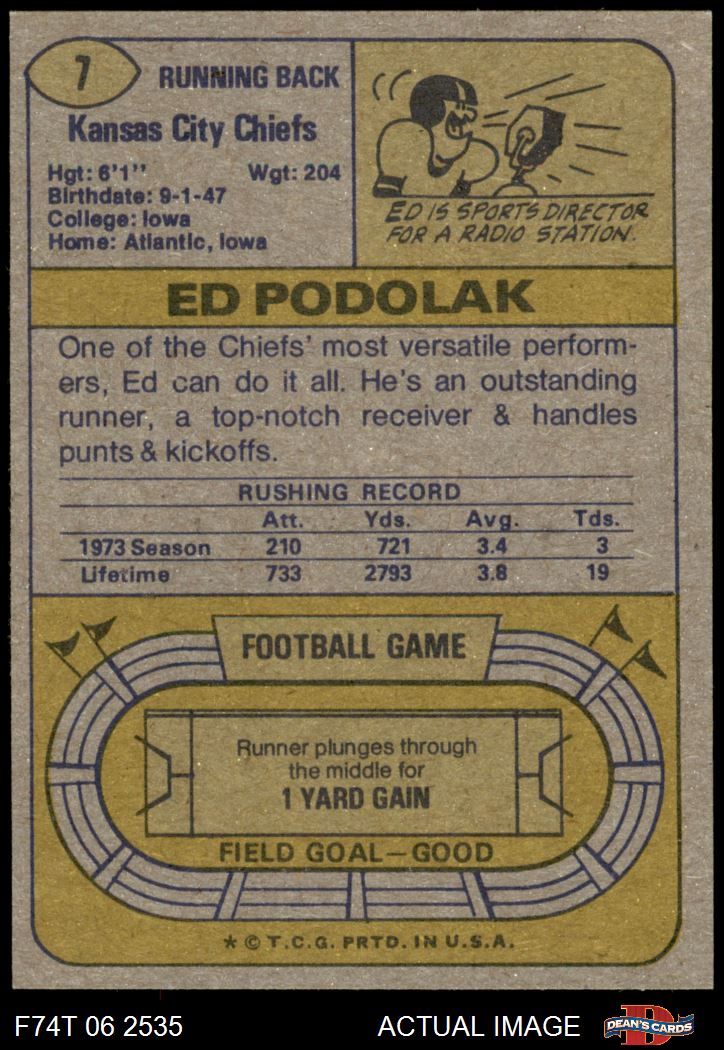 7
RUNNING BACK
Kansas City Chiefs
Hgt: 6'1" Wgt: 204
Birthdate: 9-1-47
College: Iowa
Home: Atlantic, Iowa
ED IS SPORTS DIRECTOR
FOR A RADIO STATION.
ED PODOLAK
One of the Chiefs' most versatile perform-
ers, Ed can do it all. He's an outstanding
runner, a top-notch receiver & handles
punts & kickoffs.
RUSHING RECORD
Att. Yds. Avg. Tds.
1973 Season 210 721 3.4 3
Lifetime 733 2793 3.8 19
FOOTBALL GAME
Runner plunges through
the middle for
1 YARD GAIN
FIELD GOAL—GOOD
* © T.C.G. PRTD. IN U.S.A.
F74T 06 2535 ACTUAL IMAGE
D
DEAN'S CARDS